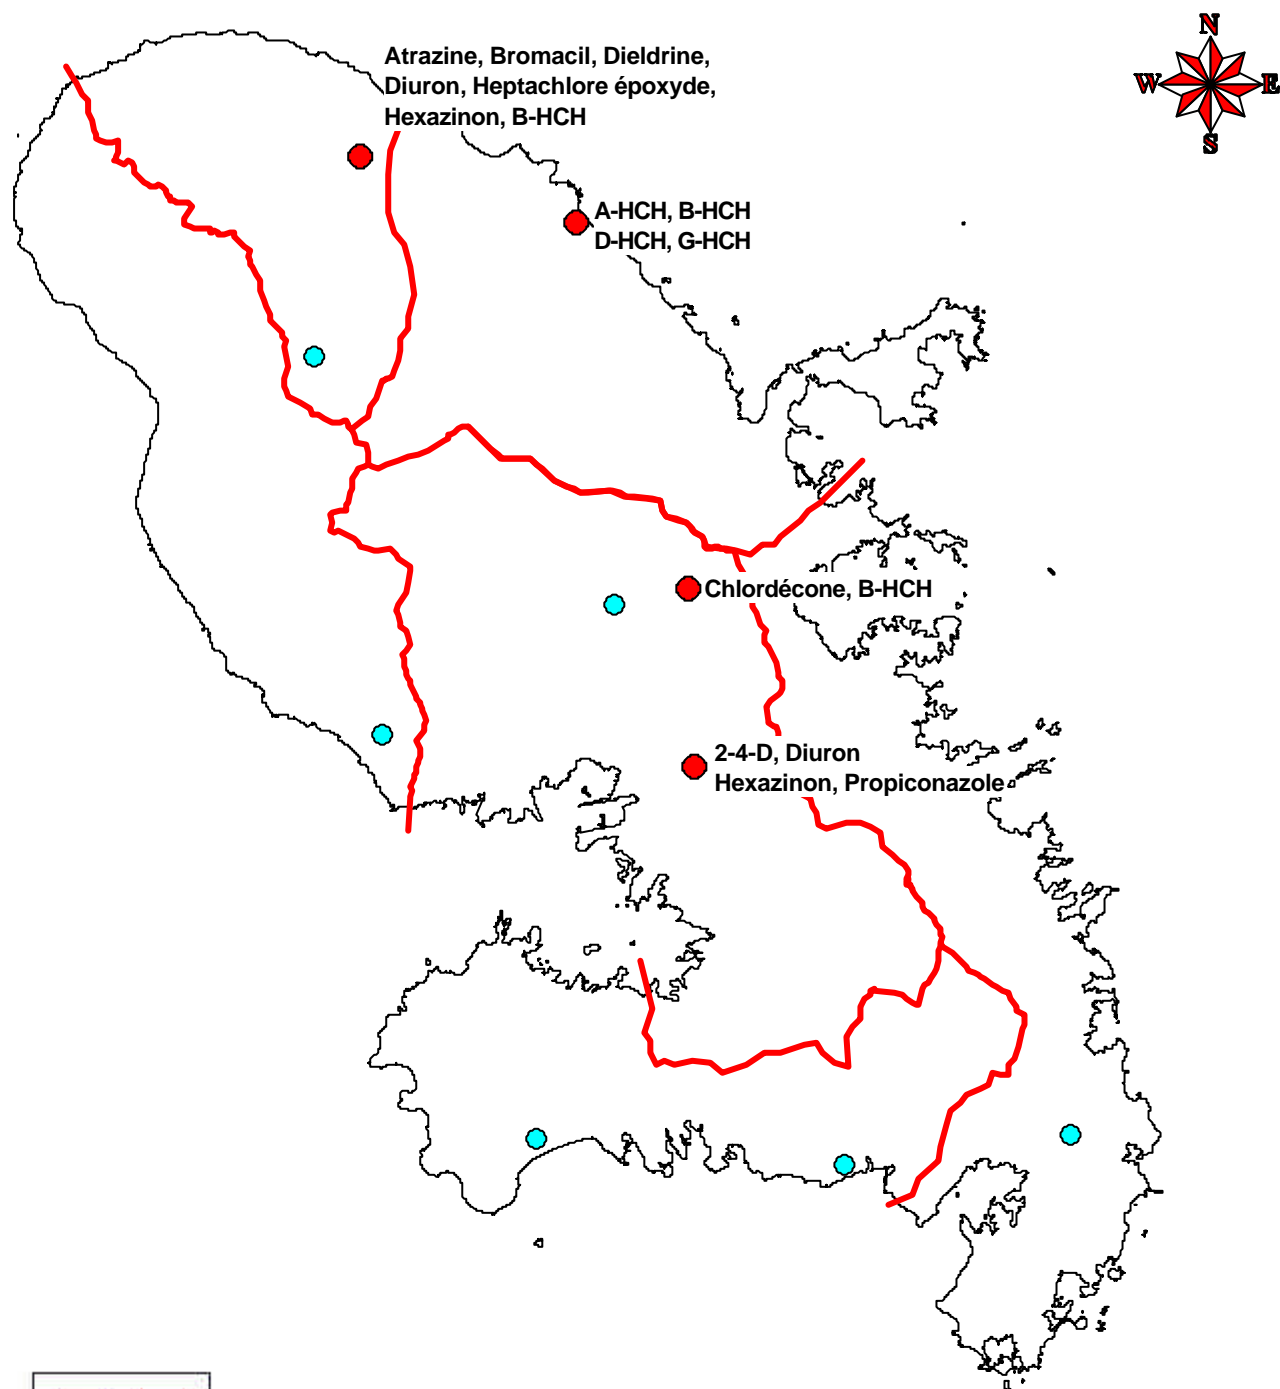 N
W
E
S
Atrazine, Bromacil, Dieldrine,
Diuron, Heptachlore époxyde,
Hexazinon, B-HCH
A-HCH, B-HCH
D-HCH, G-HCH
Chlordécone, B-HCH
2-4-D, Diuron
Hexazinon, Propiconazole